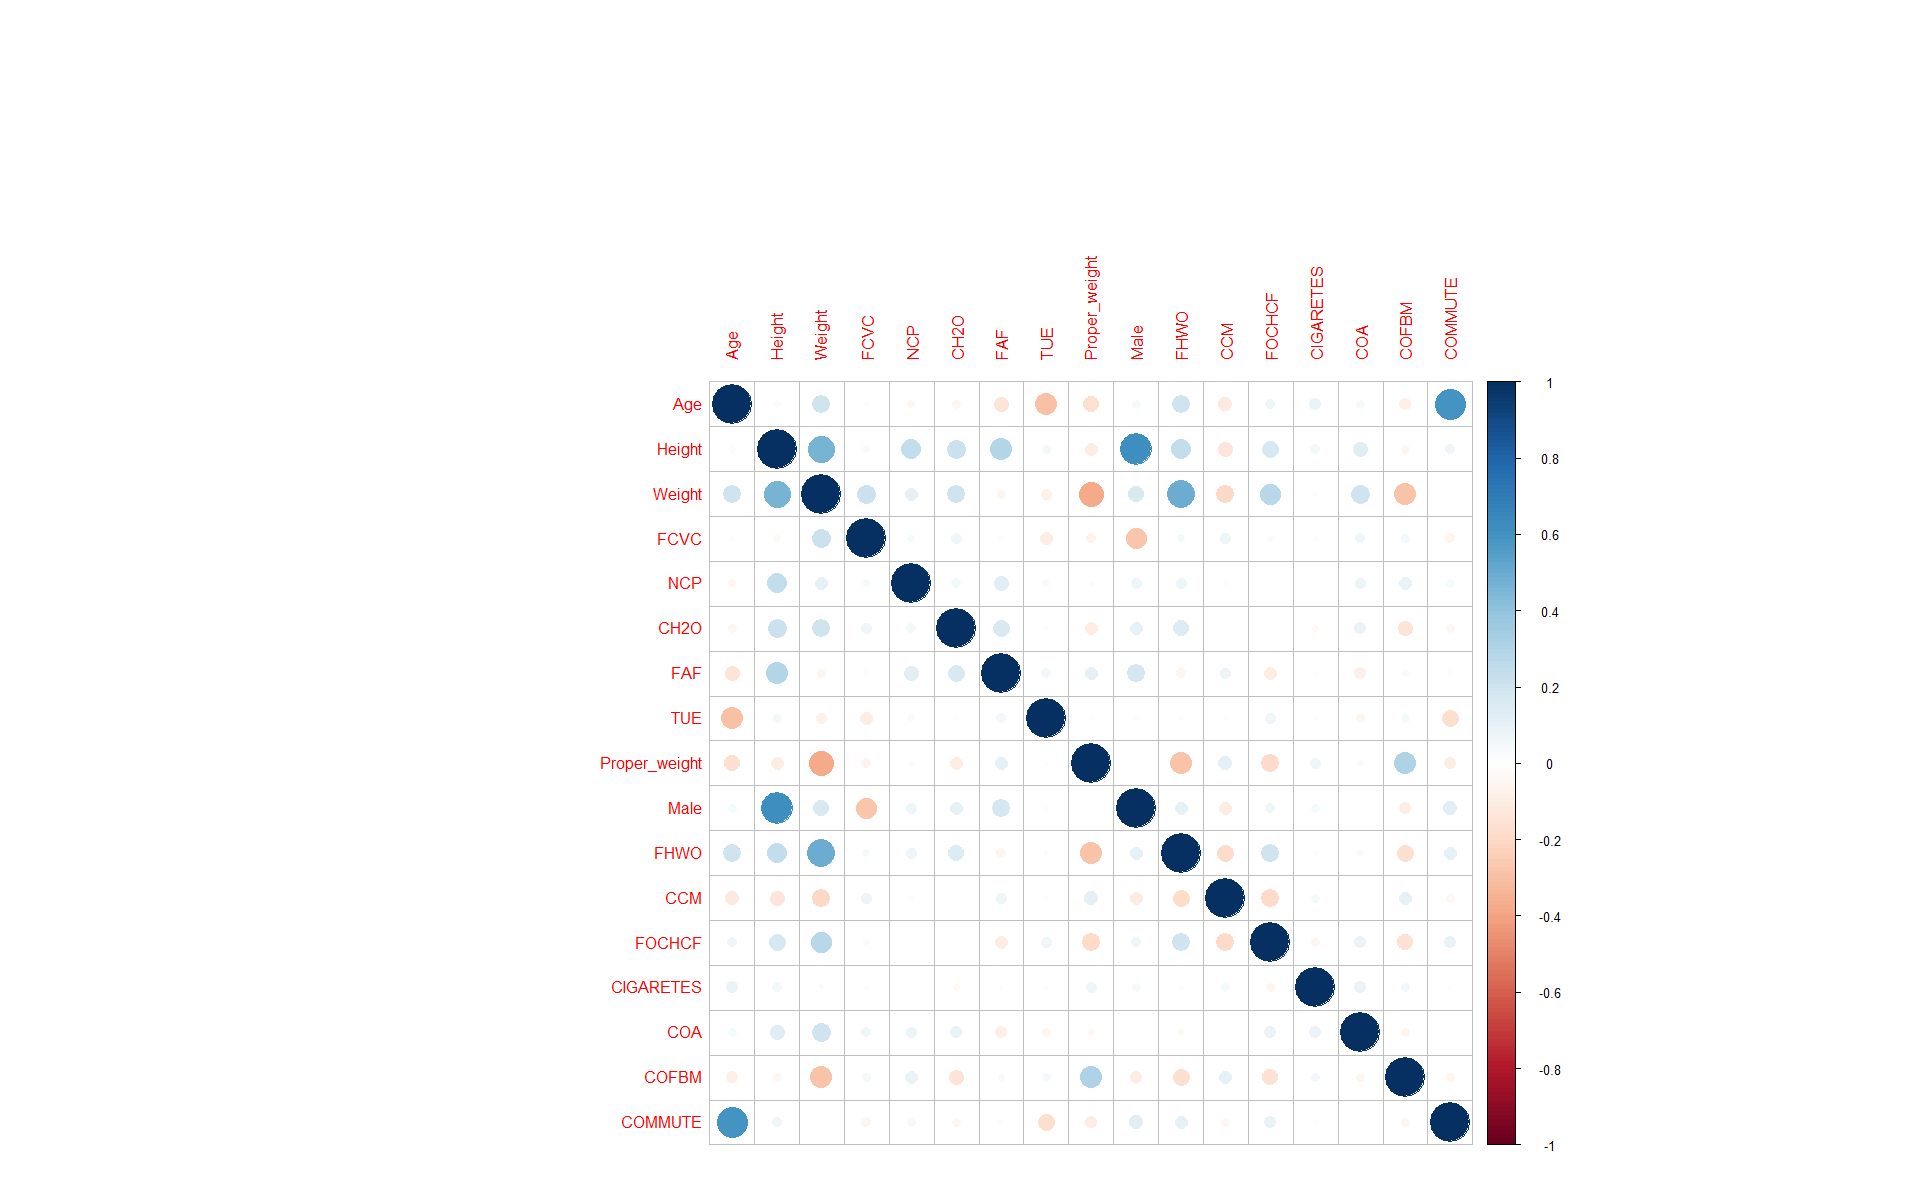 Age
Height
Weight
FCVC
NCP
CH2O
FAF
TUE
Proper_weight
Male
FHWO
CCM
FOCHCF
CIGARETES
COA
COFBM
COMMUTE
Age
Height
Weight
FCVC
NCP
CH2O
FAF
TUE
Proper_weight
Male
FHWO
CCM
FOCHCF
CIGARETES
COA
COFBM
COMMUTE
1
0.8
0.6
0.4
0.2
0
-0.2
-0.4
-0.6
-0.8
-1